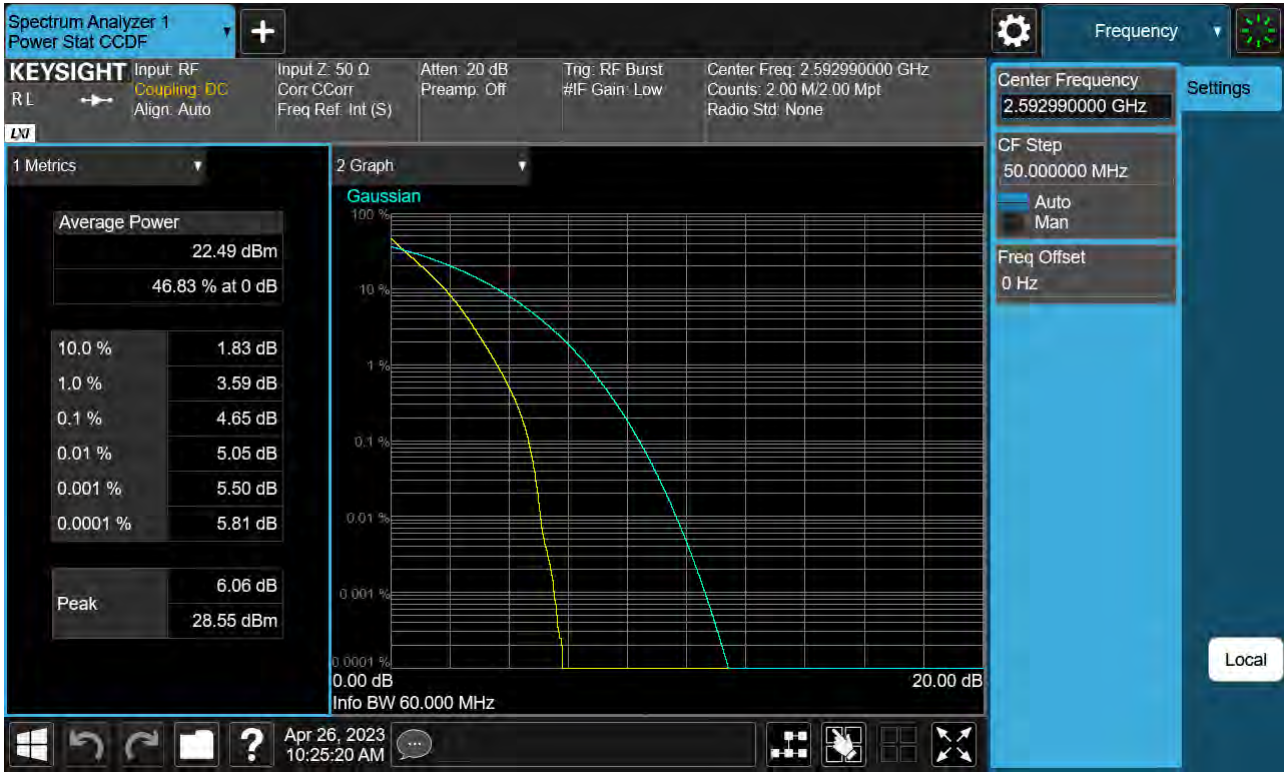 Spectrum Analyzer 1
Power Stat CCDF
+
Frequency
KEYSIGHT
R L
LXI
Input: RF
Coupling: DC
Align: Auto
Input Z: 50 Ω
Corr CCorr
Freq Ref: Int (S)
Atten: 20 dB
Preamp: Off
Trig: RF Burst
#IF Gain: Low
Center Freq: 2.592990000 GHz
Counts: 2.00 M/2.00 Mpt
Radio Std: None
Center Frequency
2.592990000 GHz
Settings
CF Step
50.000000 MHz
Auto
Man
Freq Offset
0 Hz
Local
1 Metrics
Average Power
22.49 dBm
46.83 % at 0 dB
10.0 % 1.83 dB
1.0 % 3.59 dB
0.1 % 4.65 dB
0.01 % 5.05 dB
0.001 % 5.50 dB
0.0001 % 5.81 dB
Peak
6.06 dB
28.55 dBm
2 Graph
Gaussian
100 %
10 %
1 %
0.1 %
0.01 %
0.001 %
0.0001 %
0.00 dB 20.00 dB
Info BW 60.000 MHz
?
Apr 26, 2023
10:25:20 AM